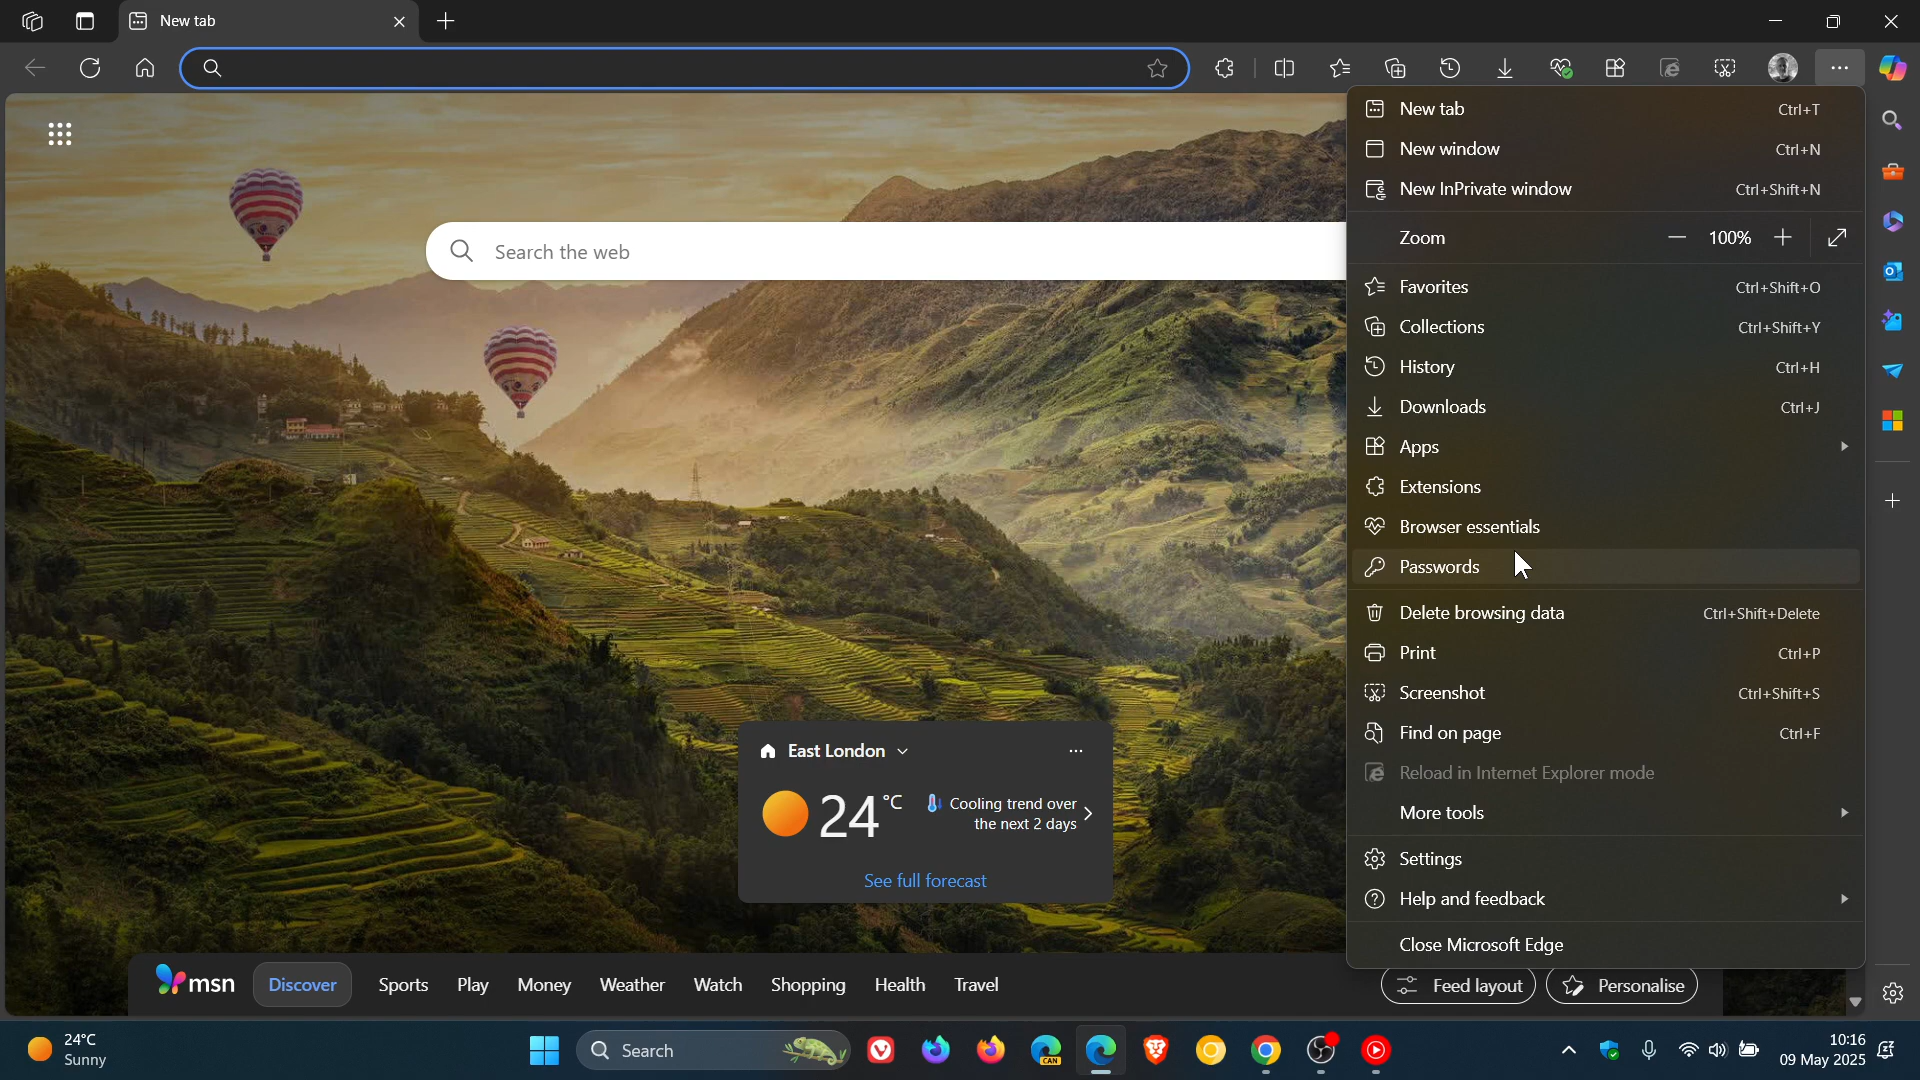 New tab
Search the web
New tab Ctrl+T
New window Ctrl+N
New InPrivate window Ctrl+Shift+N
Zoom 100%
Favorites Ctrl+Shift+O
Collections Ctrl+Shift+Y
History Ctrl+H
Downloads Ctrl+J
Apps
Extensions
Browser essentials
Passwords
Delete browsing data Ctrl+Shift+Delete
Print Ctrl+P
Screenshot Ctrl+Shift+S
Find on page Ctrl+F
Reload in Internet Explorer mode
More tools
Settings
Help and feedback
Close Microsoft Edge
East London
24 °C
Cooling trend over
the next 2 days
See full forecast
msn Discover Sports Play Money Weather Watch Shopping Health Travel
Feed layout Personalise
24°C
Sunny
Search
CAN
10:16
09 May 2025